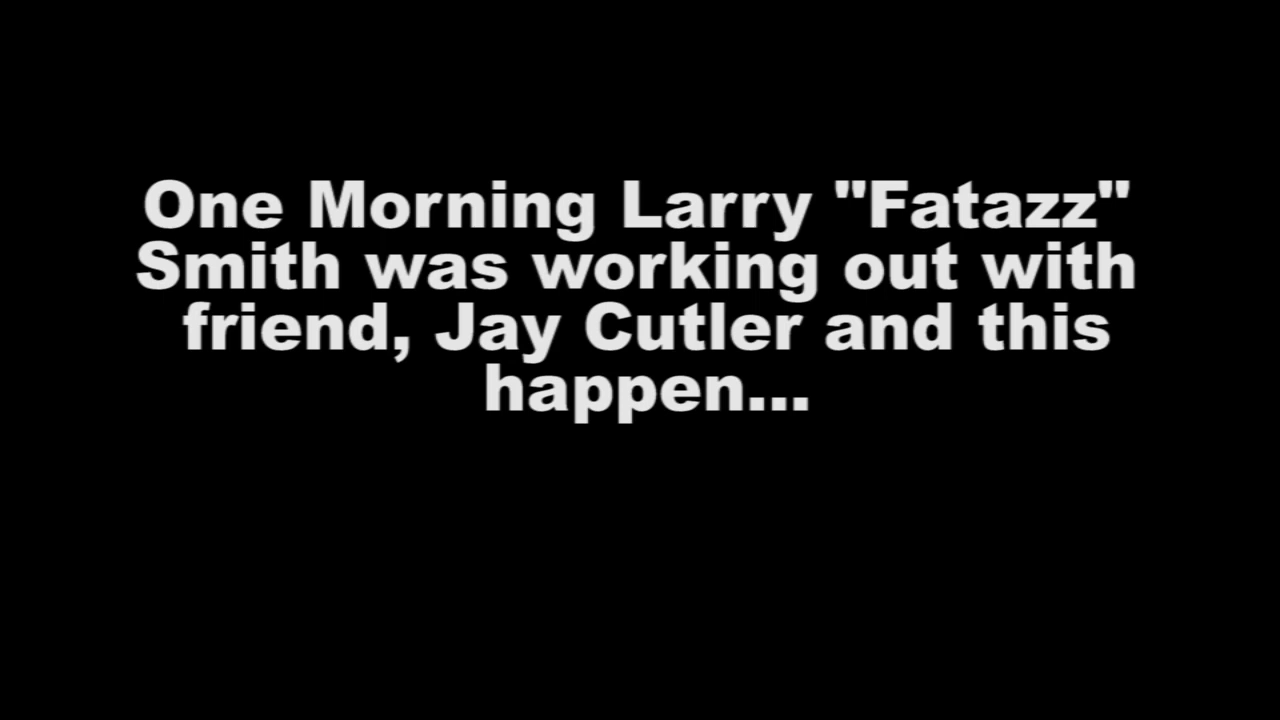 One Morning Larry "Fatazz"
Smith was working out with
friend, Jay Cutler and this
happen...